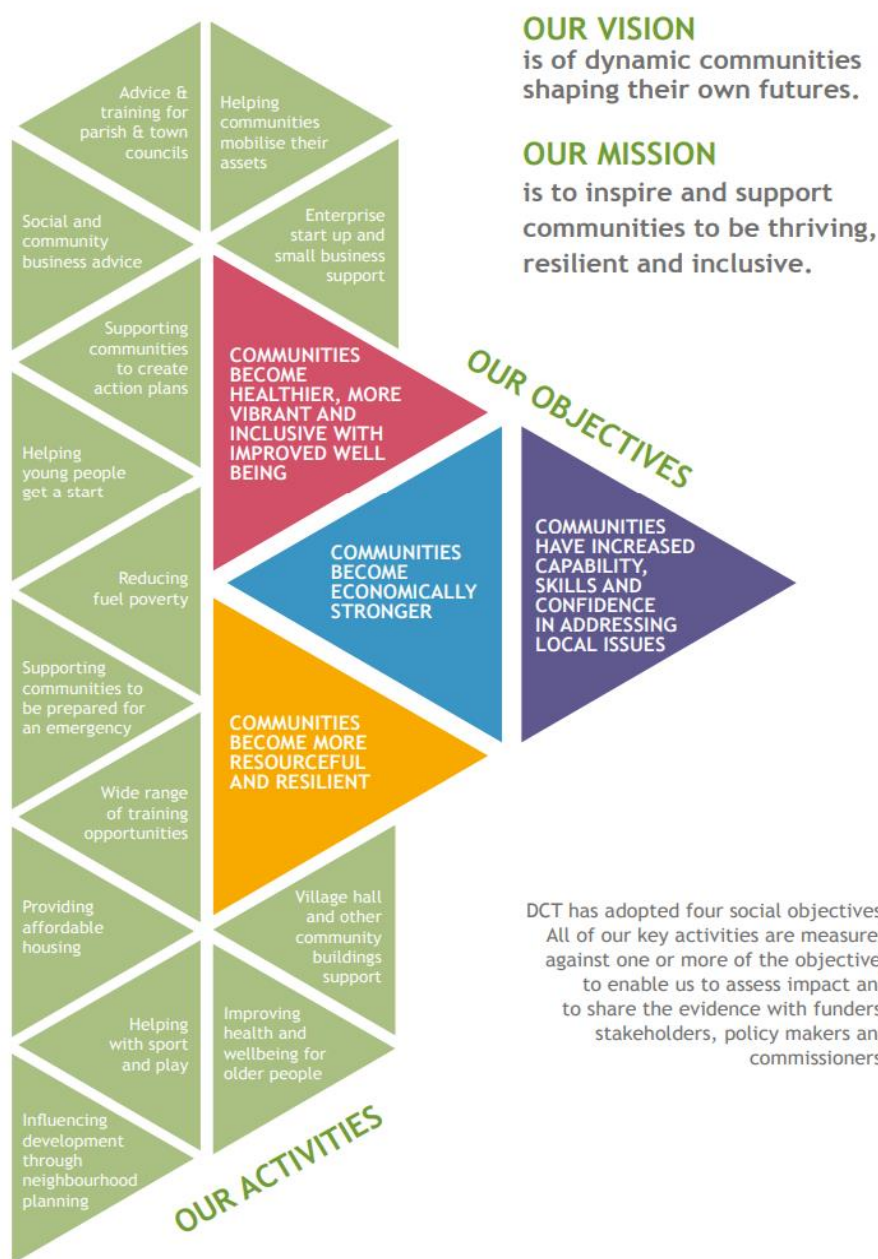 OUR VISION
is of dynamic communities
shaping their own futures.
OUR MISSION
is to inspire and support
communities to be thriving,
resilient and inclusive.
Advice &
training for
parish & town
councils
Helping
communities
mobilise their
assets
Social and
community
business advice
Enterprise
start up and
small business
support
Supporting
communities
to create
action plans
Helping
young people
get a start
Reducing
fuel poverty
Supporting
communities to
be prepared for
an emergency
Wide range
of training
opportunities
Providing
affordable
housing
Village hall
and other
community
buildings
support
Helping
with sport
and play
Improving
health and
wellbeing for
older people
Influencing
development
through
neighbourhood
planning
OUR ACTIVITIES
OUR OBJECTIVES
COMMUNITIES
BECOME
HEALTHIER, MORE
VIBRANT AND
INCLUSIVE WITH
IMPROVED WELL
BEING
COMMUNITIES
BECOME
ECONOMICALLY
STRONGER
COMMUNITIES
HAVE INCREASED
CAPABILITY,
SKILLS AND
CONFIDENCE
IN ADDRESSING
LOCAL ISSUES
COMMUNITIES
BECOME MORE
RESOURCEFUL
AND RESILIENT
DCT has adopted four social objectives
All of our key activities are measure
against one or more of the objective
to enable us to assess impact an
to share the evidence with funders
stakeholders, policy makers an
commissioners